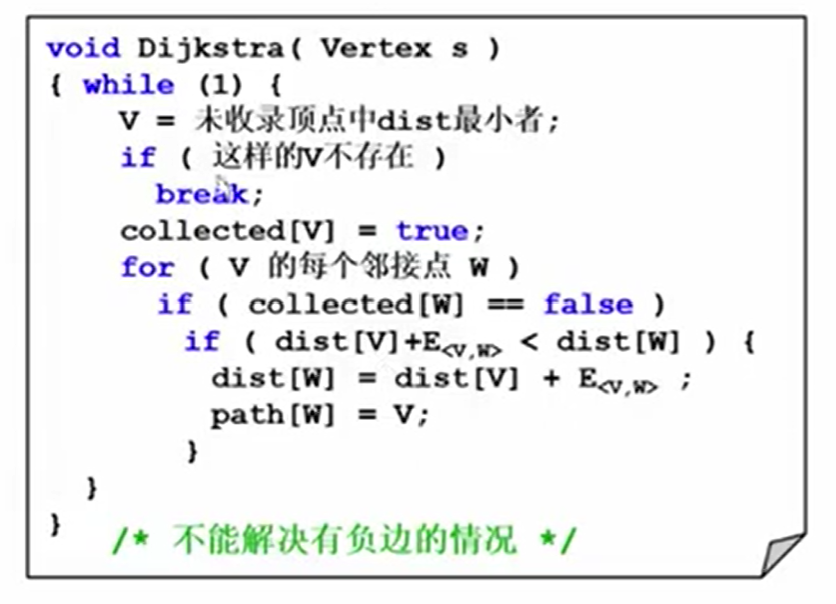 void Dijkstra( Vertex s )
{ while (1) {
V = 未收录顶点中dist最小者;
if ( 这样的V不存在 )
break;
collected[V] = true;
for ( V 的每个邻接点 W )
if ( collected[W] == false )
if ( dist[V]+E<V,W> < dist[W] ) {
dist[W] = dist[V] + E<V,W> ;
path[W] = V;
}
}
}
/* 不能解决有负边的情况 */